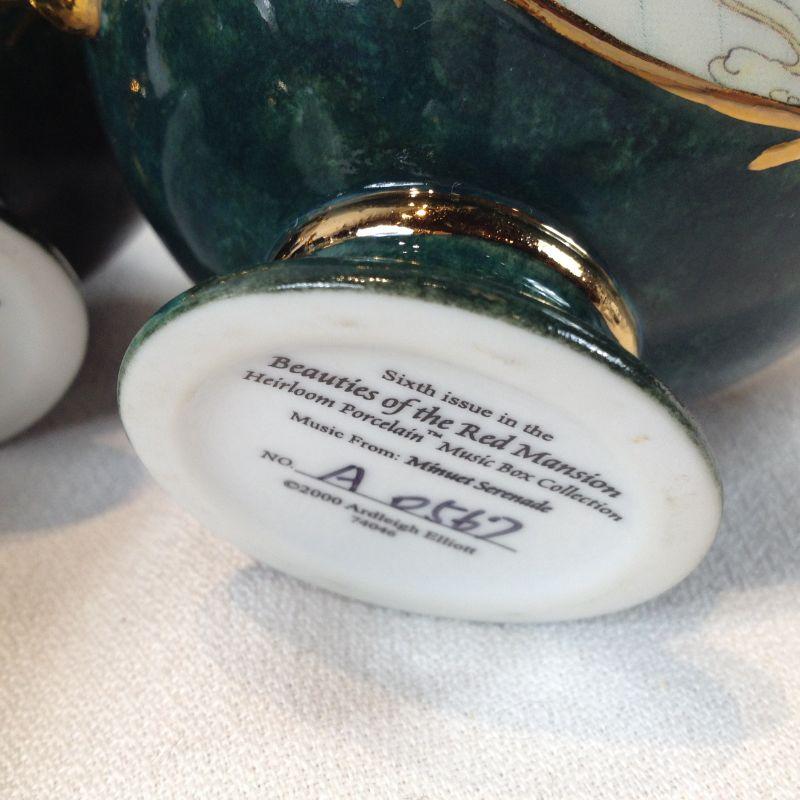 Sixth issue in the
Beauties of the Red Mansion
Heirloom Porcelain™ Music Box Collection
Music From: Minuet Serenade
NO. A 0567
©2000 Ardleigh Elliott
74046